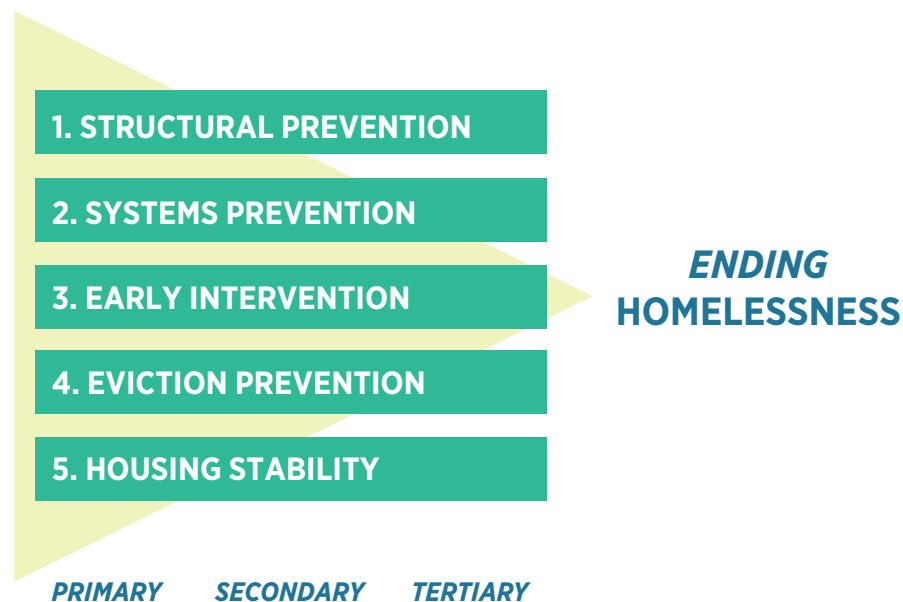 1. STRUCTURAL PREVENTION
2. SYSTEMS PREVENTION
3. EARLY INTERVENTION
4. EVICTION PREVENTION
5. HOUSING STABILITY
ENDING
HOMELESSNESS
PRIMARY SECONDARY TERTIARY